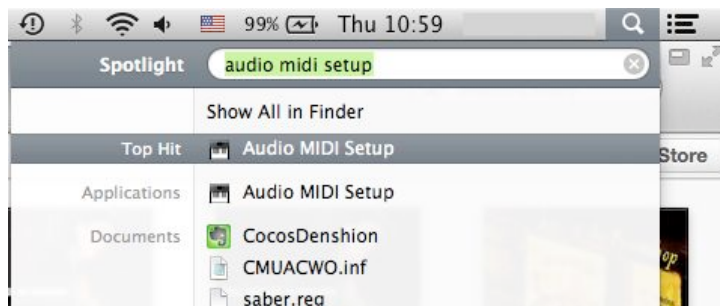 99% Thu 10:59
Spotlight audio midi setup
Show All in Finder
Top Hit Audio MIDI Setup
Store
Applications Audio MIDI Setup
Documents CocosDenshion
CMUACWO.inf
saber.reg
op